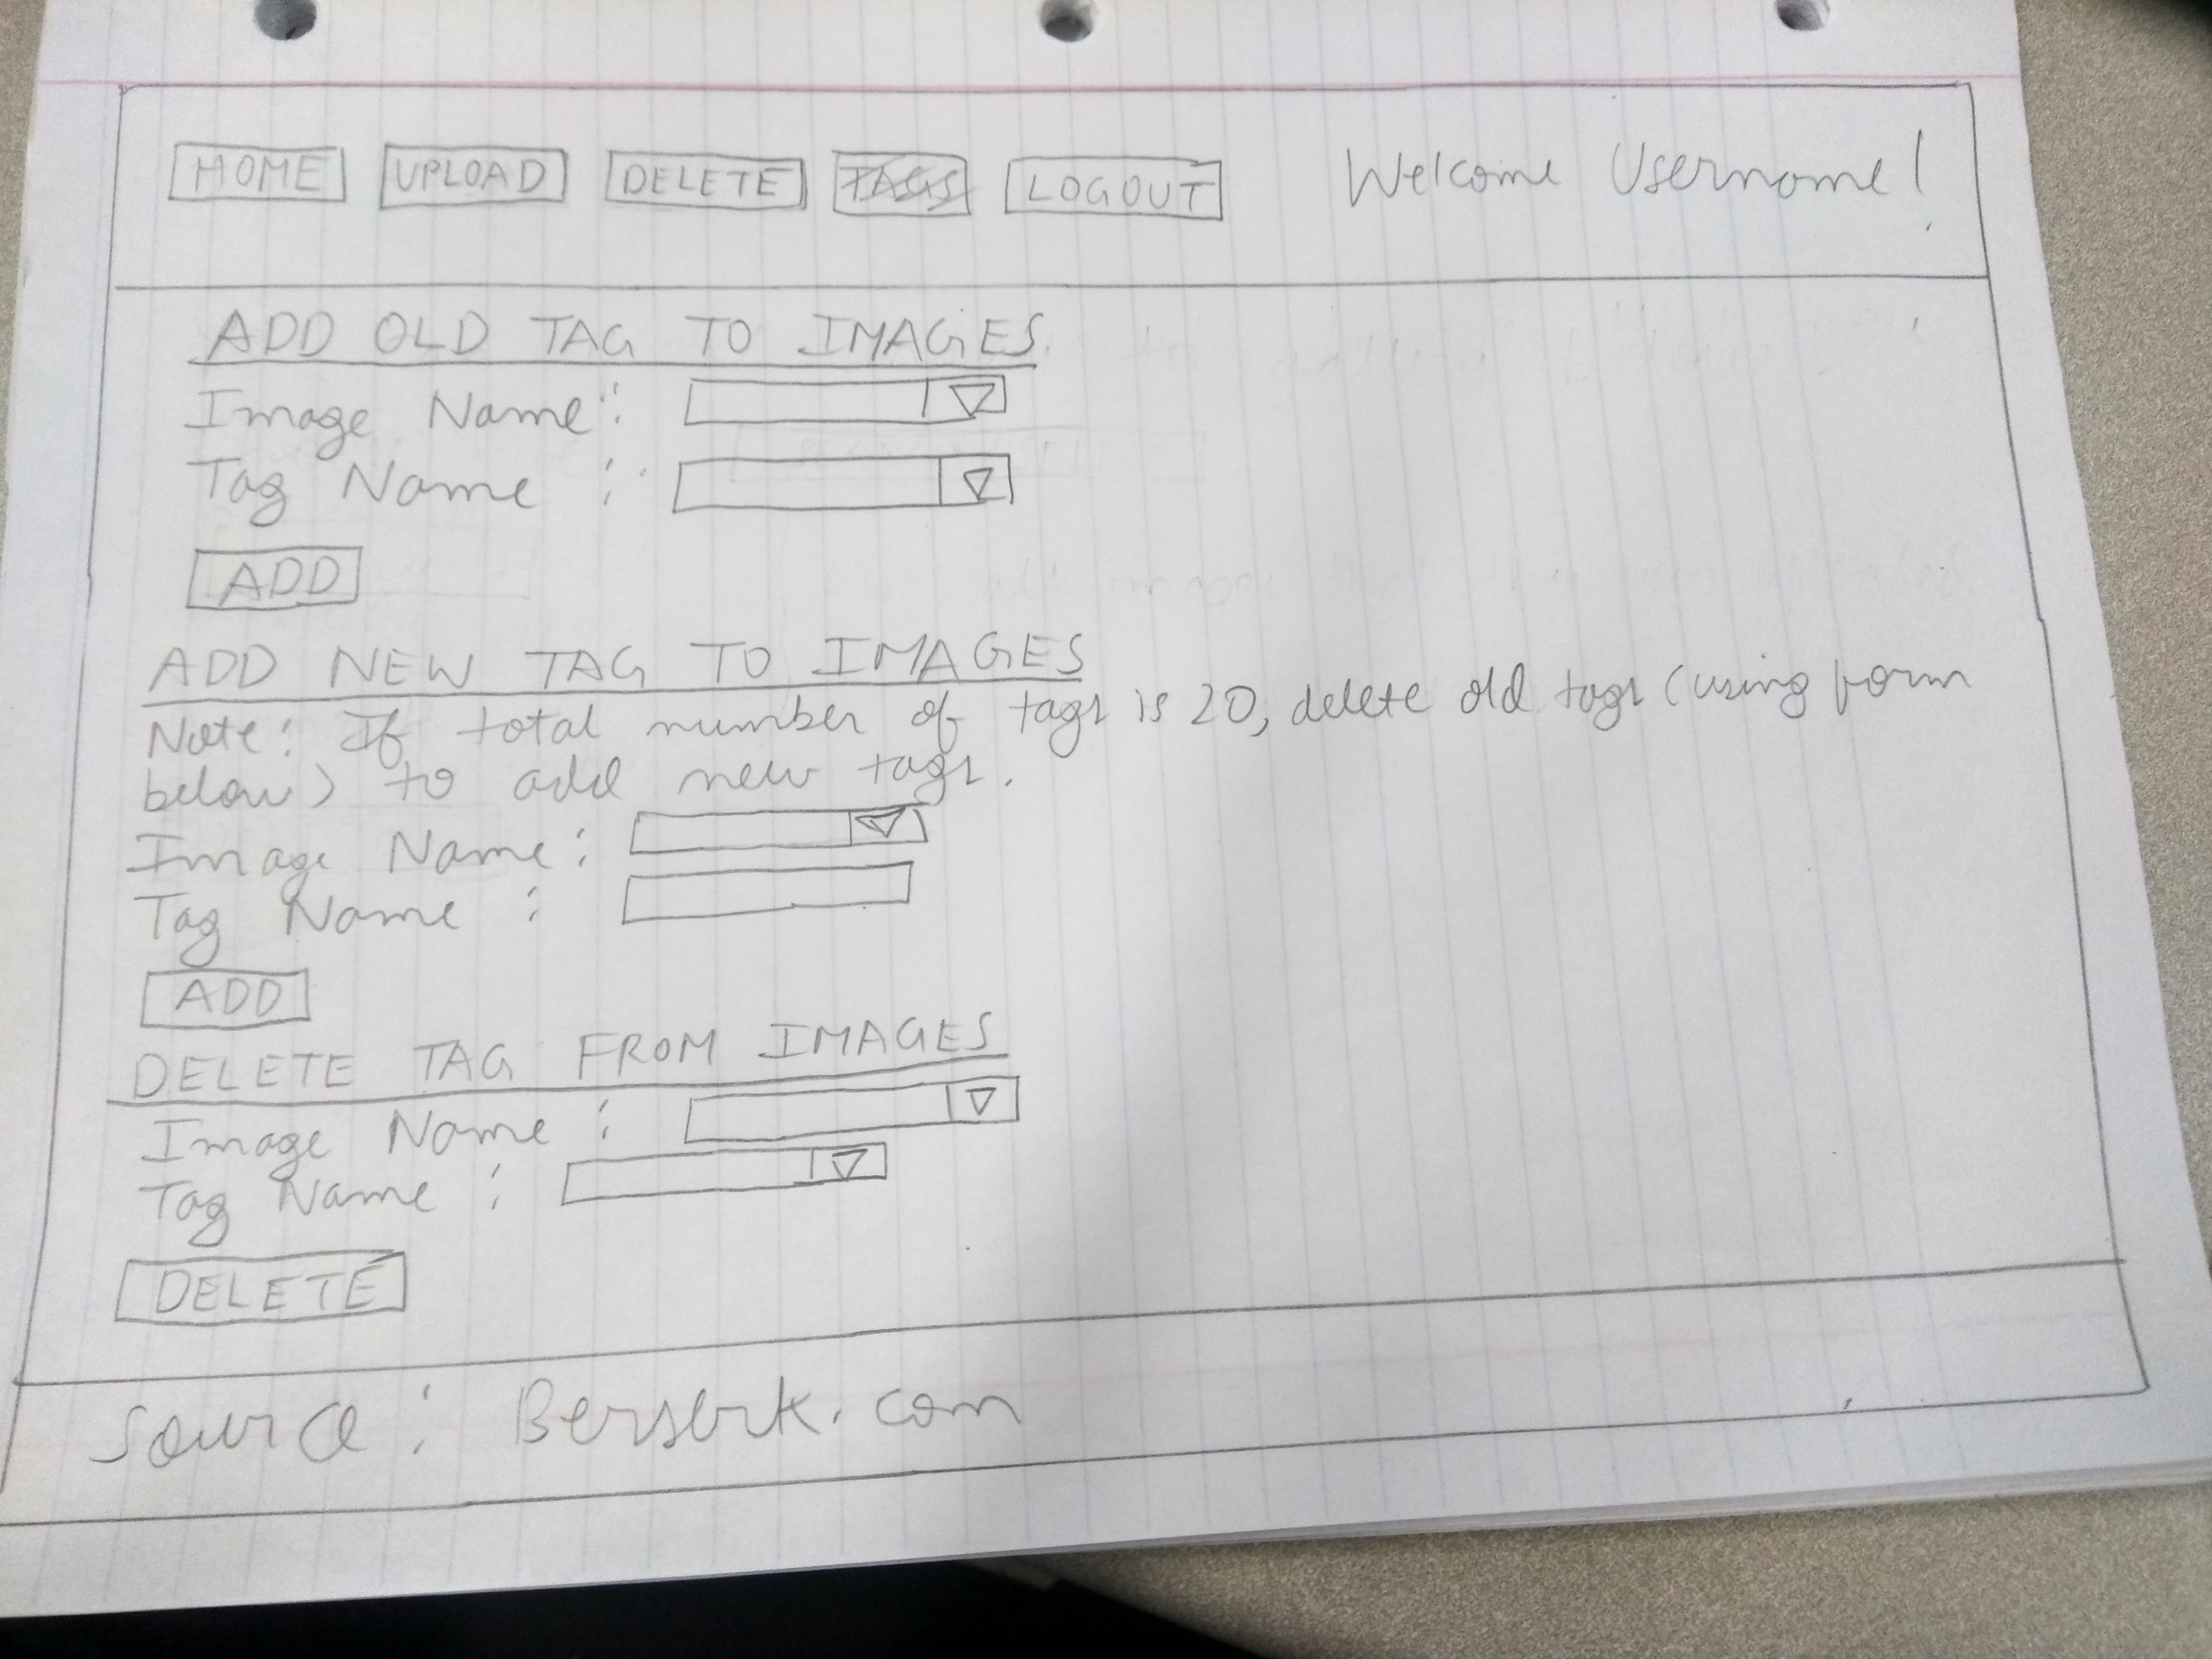 HOME UPLOAD DELETE TAGS LOGOUT Welcome Username!
ADD OLD TAG TO IMAGES
Image Name :
Tag Name :
ADD
ADD NEW TAG TO IMAGES
Note: If total number of tags is 20, delete old tags (using form
below) to add new tags.
Image Name :
Tag Name :
ADD
DELETE TAG FROM IMAGES
Image Name :
Tag Name :
DELETE
Source : Berserk.com